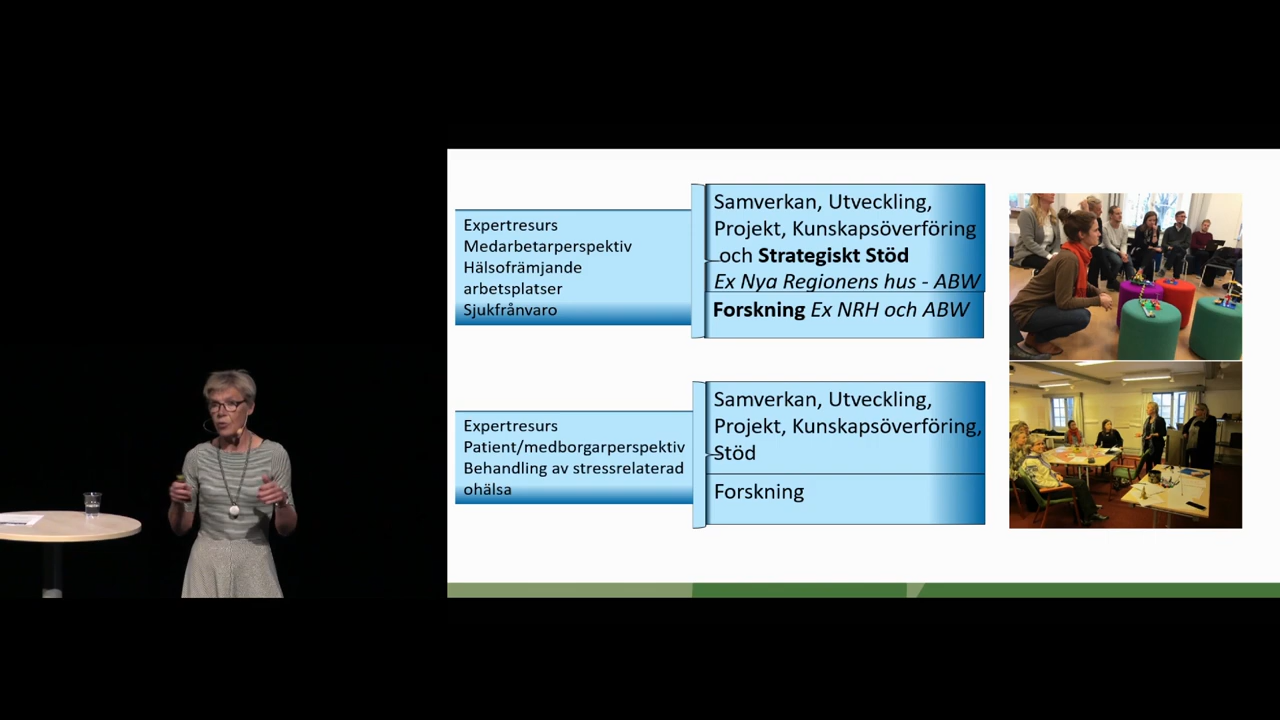 Expertresurs
Medarbetarperspektiv
Hälsofrämjande
arbetsplatser
Sjukfrånvaro
Samverkan, Utveckling,
Projekt, Kunskapsöverföring
och Strategiskt Stöd
Ex Nya Regionens hus - ABW
Forskning Ex NRH och ABW
Expertresurs
Patient/medborgarperspektiv
Behandling av stressrelaterad
ohälsa
Samverkan, Utveckling,
Projekt, Kunskapsöverföring,
Stöd
Forskning